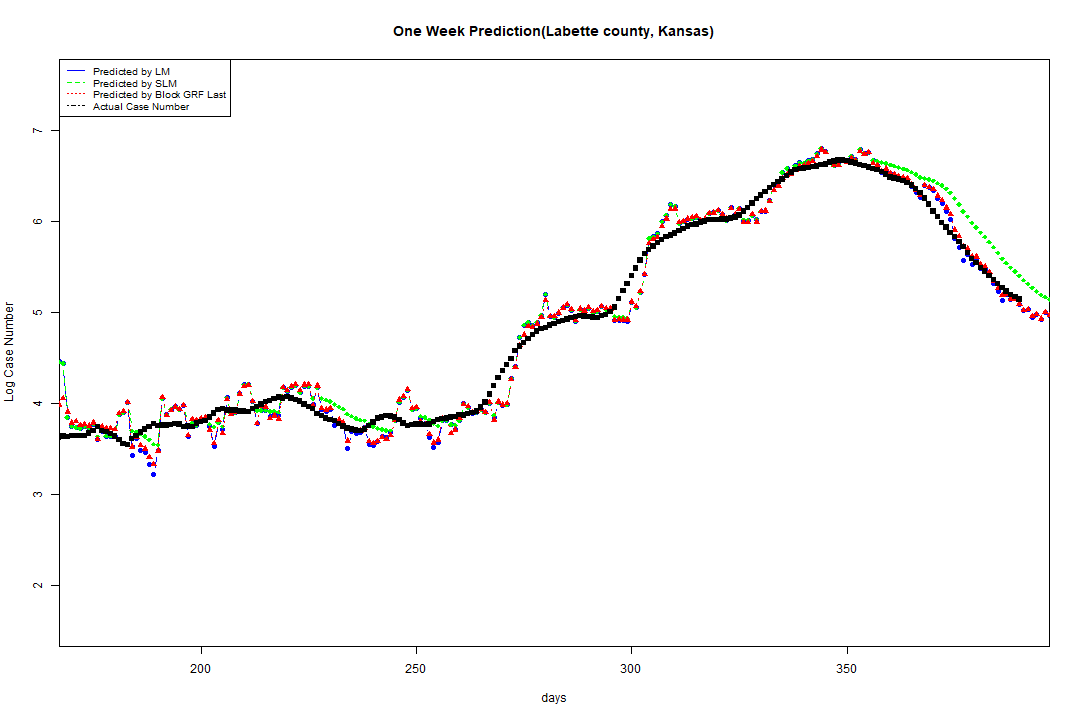 One Week Prediction(Labette county, Kansas)
Predicted by LM
Predicted by SLM
Predicted by Block GRF Last
Actual Case Number
7
6
5
4
3
2
Log Case Number
200 250 300 350
days